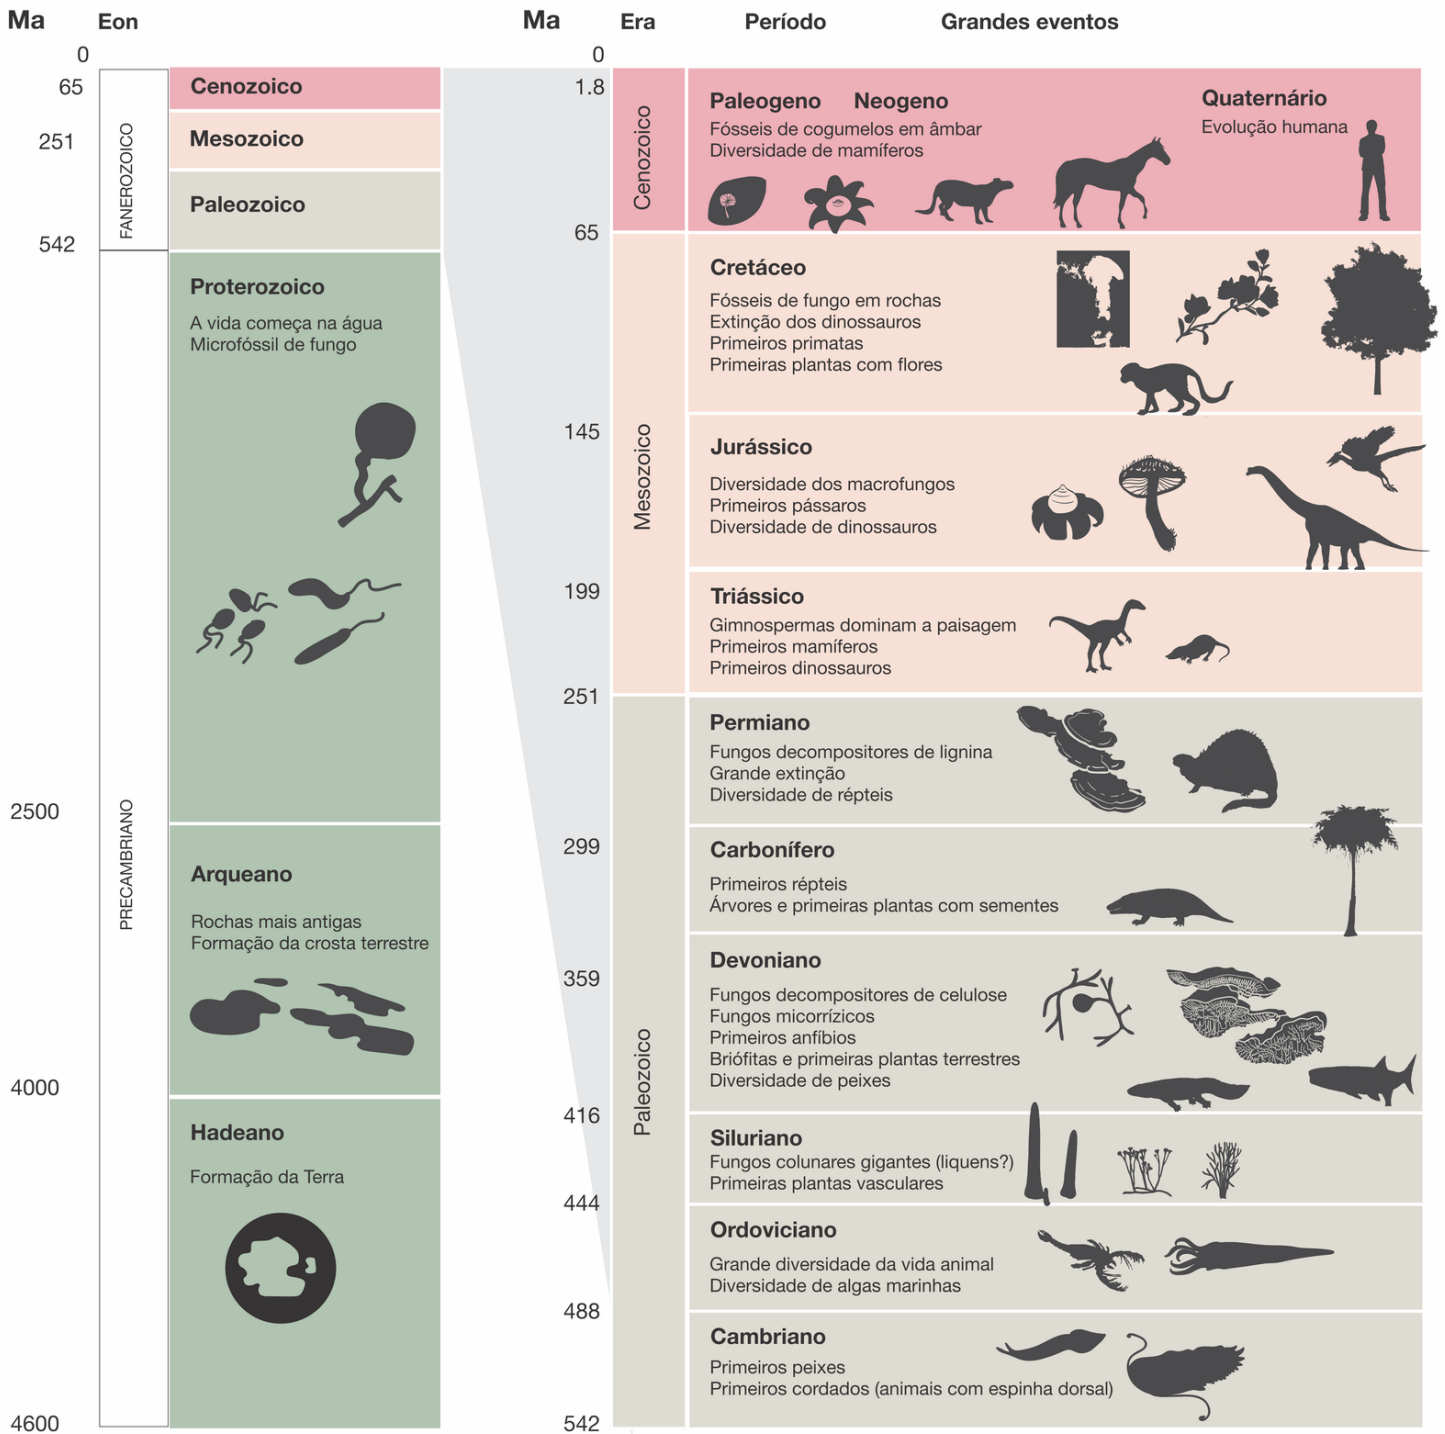 Ma Eon
0
65
251
542
2500
4000
4600
FANEROZOICO
PRECAMBRIANO
Cenozoico
Mesozoico
Paleozoico
Proterozoico
A vida começa na água
Microfóssil de fungo
Arqueano
Rochas mais antigas
Formação da crosta terrestre
Hadeano
Formação da Terra
Ma Era Período Grandes eventos
0
1.8
65
145
199
251
299
359
416
444
488
542
Cenozoico
Paleogeno Neogeno
Fósseis de cogumelos em âmbar
Diversidade de mamíferos
Quaternário
Evolução humana
Mesozoico
Cretáceo
Fósseis de fungo em rochas
Extinção dos dinossauros
Primeiros primatas
Primeiras plantas com flores
Jurássico
Diversidade dos macrofungos
Primeiros pássaros
Diversidade de dinossauros
Triássico
Gimnospermas dominam a paisagem
Primeiros mamíferos
Primeiros dinossauros
Paleozoico
Permiano
Fungos decompositores de lignina
Grande extinção
Diversidade de répteis
Carbonífero
Primeiros répteis
Árvores e primeiras plantas com sementes
Devoniano
Fungos decompositores de celulose
Fungos micorrízicos
Primeiros anfíbios
Briófitas e primeiras plantas terrestres
Diversidade de peixes
Siluriano
Fungos colunares gigantes (liquens?)
Primeiras plantas vasculares
Ordoviciano
Grande diversidade da vida animal
Diversidade de algas marinhas
Cambriano
Primeiros peixes
Primeiros cordados (animais com espinha dorsal)